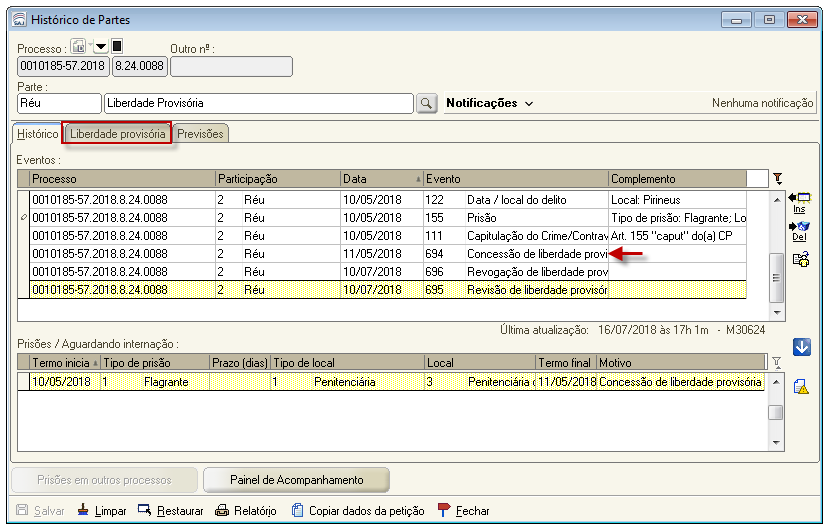 SAJ Histórico de Partes
Processo : Outro nº :
0010185-57.2018 8.24.0088
Parte :
Réu Liberdade Provisória Notificações Nenhuma notificação
Histórico Liberdade provisória Previsões
Eventos :
Processo Participação Data Evento Complemento
0010185-57.2018.8.24.0088 2 Réu 10/05/2018 122 Data / local do delito Local: Pirineus
0010185-57.2018.8.24.0088 2 Réu 10/05/2018 155 Prisão Tipo de prisão: Flagrante; Lo
0010185-57.2018.8.24.0088 2 Réu 10/05/2018 111 Capitulação do Crime/Contrav Art. 155 "caput" do(a) CP
0010185-57.2018.8.24.0088 2 Réu 11/05/2018 694 Concessão de liberdade provi
0010185-57.2018.8.24.0088 2 Réu 10/07/2018 696 Revogação de liberdade prov
0010185-57.2018.8.24.0088 2 Réu 10/07/2018 695 Revisão de liberdade provisór
Ins
Del
Última atualização: 16/07/2018 às 17h 1m - M30624
Prisões / Aguardando internação :
Termo inicia Tipo de prisão Prazo (dias) Tipo de local Local Termo final Motivo
10/05/2018 1 Flagrante 1 Penitenciária 3 Penitenciária d 11/05/2018 Concessão de liberdade provisória
Prisões em outros processos Painel de Acompanhamento
Salvar Limpar Restaurar Relatório Copiar dados da petição Fechar